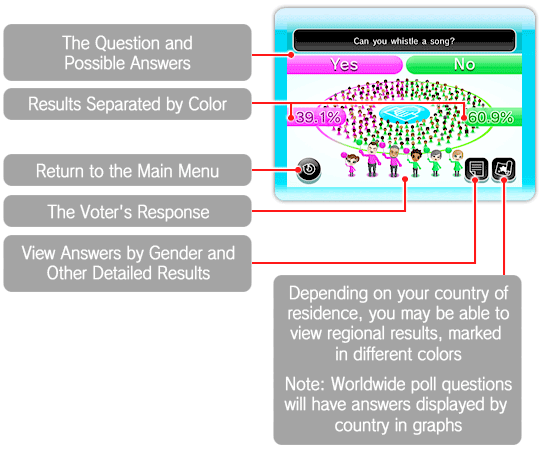 The Question and
Possible Answers
Results Separated by Color
Return to the Main Menu
The Voter's Response
View Answers by Gender and
Other Detailed Results
Can you whistle a song?
Yes
No
39.1%
60.9%
Depending on your country of
residence, you may be able to
view regional results, marked
in different colors
Note: Worldwide poll questions
will have answers displayed by
country in graphs